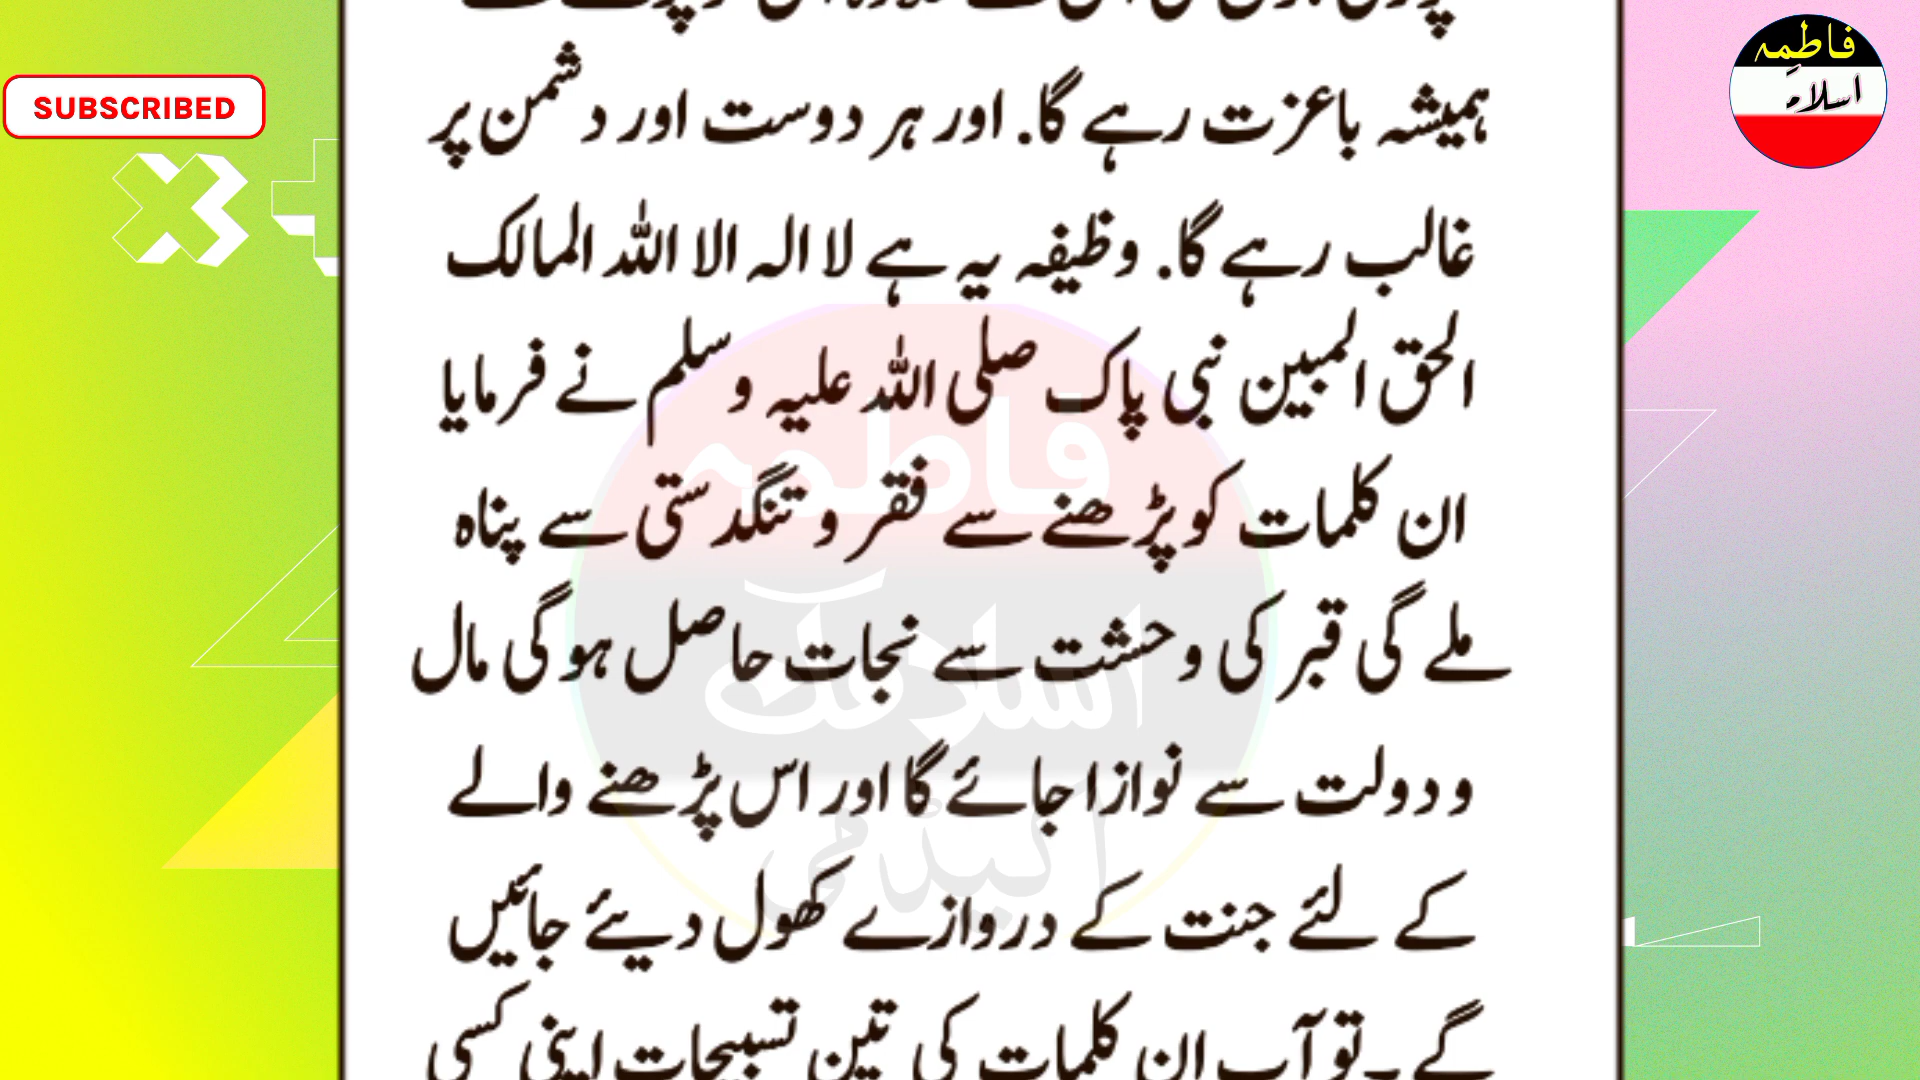 ہمیشہ باعزت رہے گا. اور ہر دوست اور دشمن پر
غالب رہے گا. وظیفہ یہ ہے لا الہ الا اللہ المالک
الحق المبین نبی پاک صلی اللہ علیہ وسلم نے فرمایا
ان کلمات کو پڑھنے سے فقر و تنگدستی سے پناہ
ملے گی قبر کی وحشت سے نجات حاصل ہو گی مال
و دولت سے نوازا جائے گا اور اس پڑھنے والے
کے لئے جنت کے دروازے کھول دیئے جائیں
گے ۔ تو آپ ان کلمات کی تین تسبیحات اپنی کسی
SUBSCRIBED
فاطمہ
اسلامک
فاطمہ
اسلامک
اکیڈمی